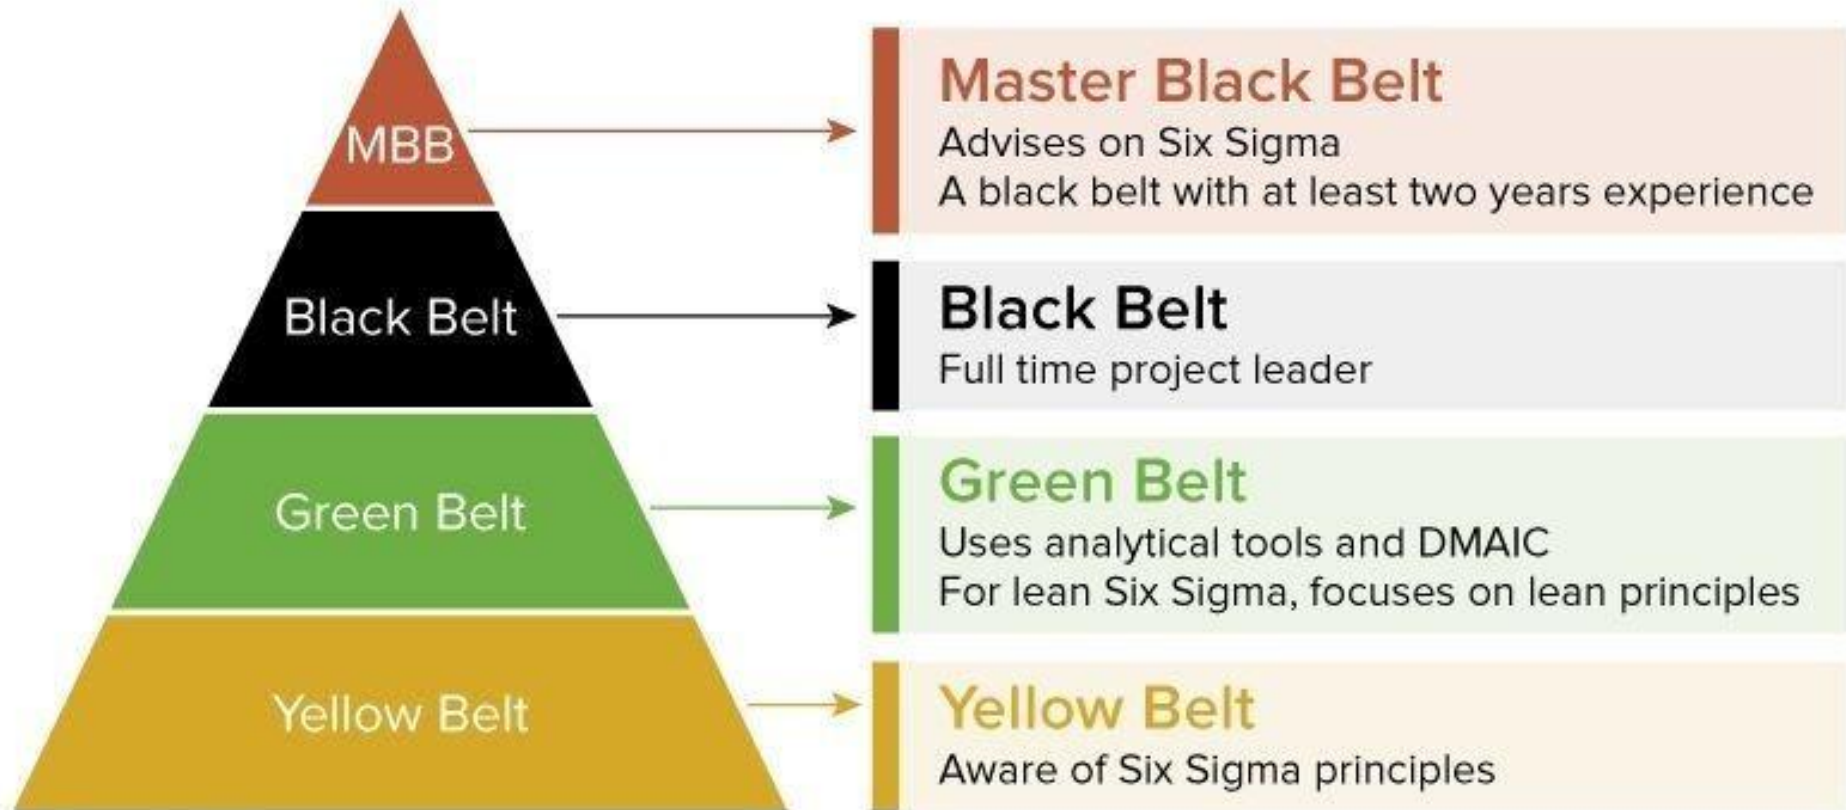 MBB
Master Black Belt
Advises on Six Sigma
A black belt with at least two years experience
Black Belt
Black Belt
Full time project leader
Green Belt
Green Belt
Uses analytical tools and DMAIC
For lean Six Sigma, focuses on lean principles
Yellow Belt
Yellow Belt
Aware of Six Sigma principles